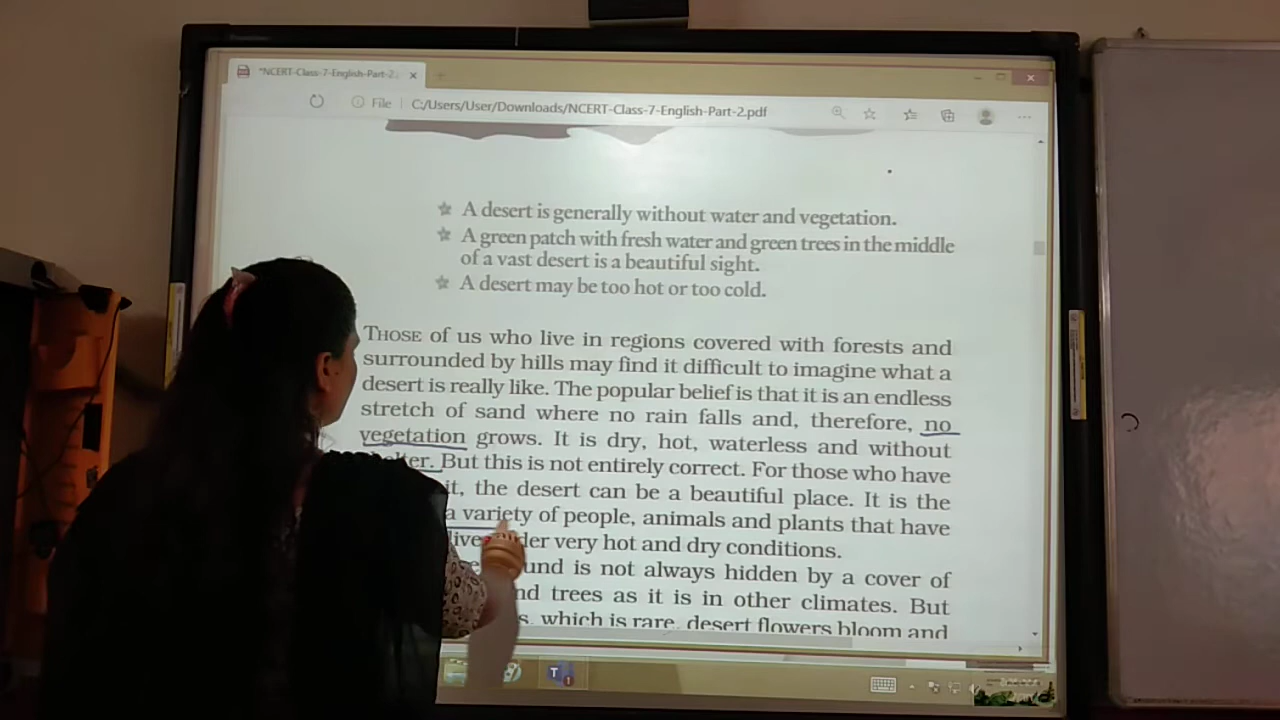 *NCERT-Class-7-English-Part-2.
File C:/Users/User/Downloads/NCERT-Class-7-English-Part-2.pdf
A desert is generally without water and vegetation.
A green patch with fresh water and green trees in the middle
of a vast desert is a beautiful sight.
A desert may be too hot or too cold.
THOSE of us who live in regions covered with forests and
surrounded by hills may find it difficult to imagine what a
desert is really like. The popular belief is that it is an endless
stretch of sand where no rain falls and, therefore, no
vegetation grows. It is dry, hot, waterless and without
But this is not entirely correct. For those who have
it, the desert can be a beautiful place. It is the
a variety of people, animals and plants that have
very hot and dry conditions.
is not always hidden by a cover of
trees as it is in other climates. But
which is rare, desert flowers bloom and
T